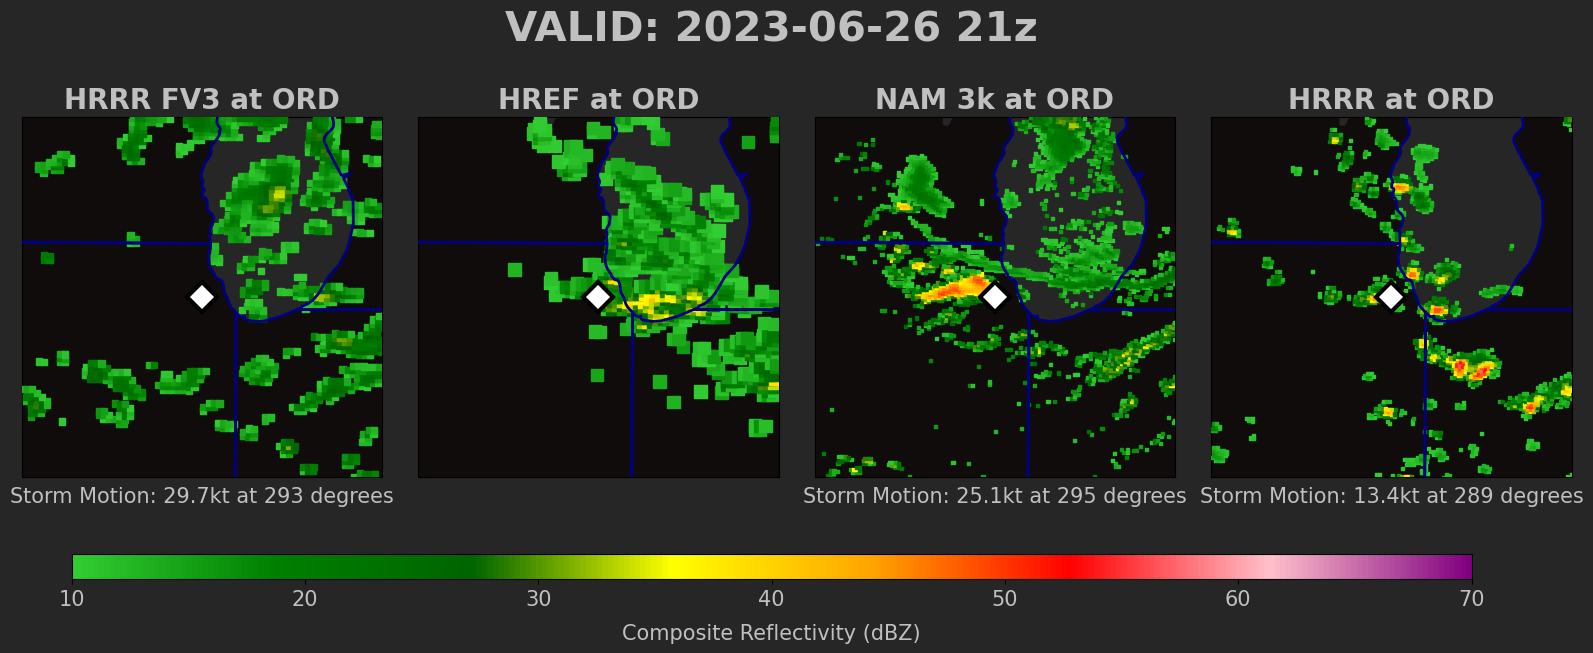 VALID: 2023-06-26 21z
HRRR FV3 at ORD
HREF at ORD
NAM 3k at ORD
HRRR at ORD
Storm Motion: 29.7kt at 293 degrees
Storm Motion: 25.1kt at 295 degrees
Storm Motion: 13.4kt at 289 degrees
10 20 30 40 50 60 70
Composite Reflectivity (dBZ)